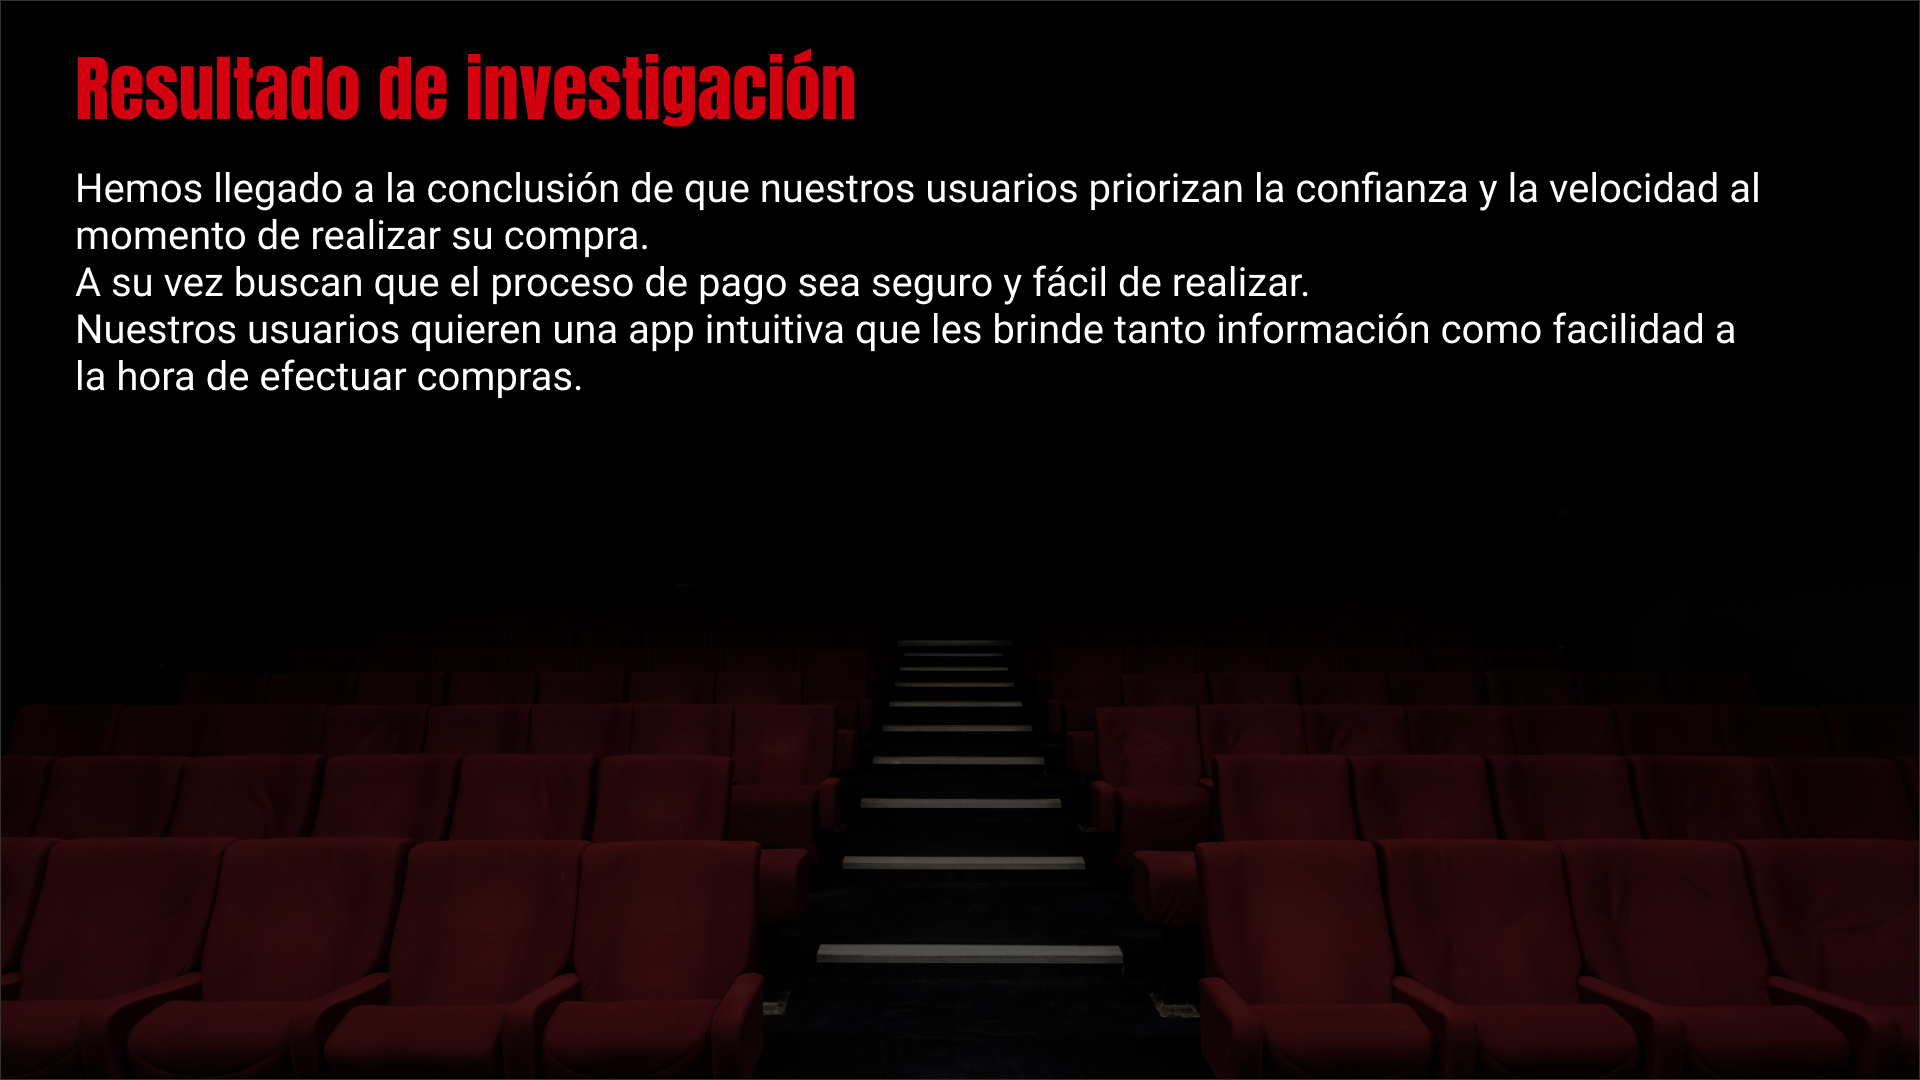 Resultado de investigación
Hemos llegado a la conclusión de que nuestros usuarios priorizan la confianza y la velocidad al
momento de realizar su compra.
A su vez buscan que el proceso de pago sea seguro y fácil de realizar.
Nuestros usuarios quieren una app intuitiva que les brinde tanto información como facilidad a
la hora de efectuar compras.